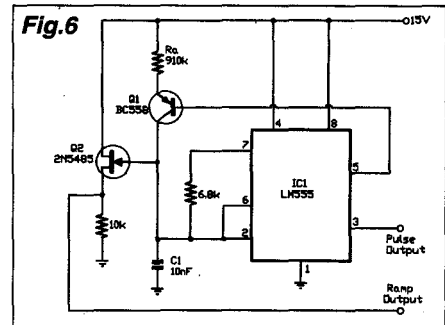 Fig.6
15V
Ra
910k
Q1
BC558
4
8
Q2
2N5485
7
5
IC1
LM555
6.8k
6
3
10k
2
Pulse
Output
C1
10nF
1
Ramp
Output